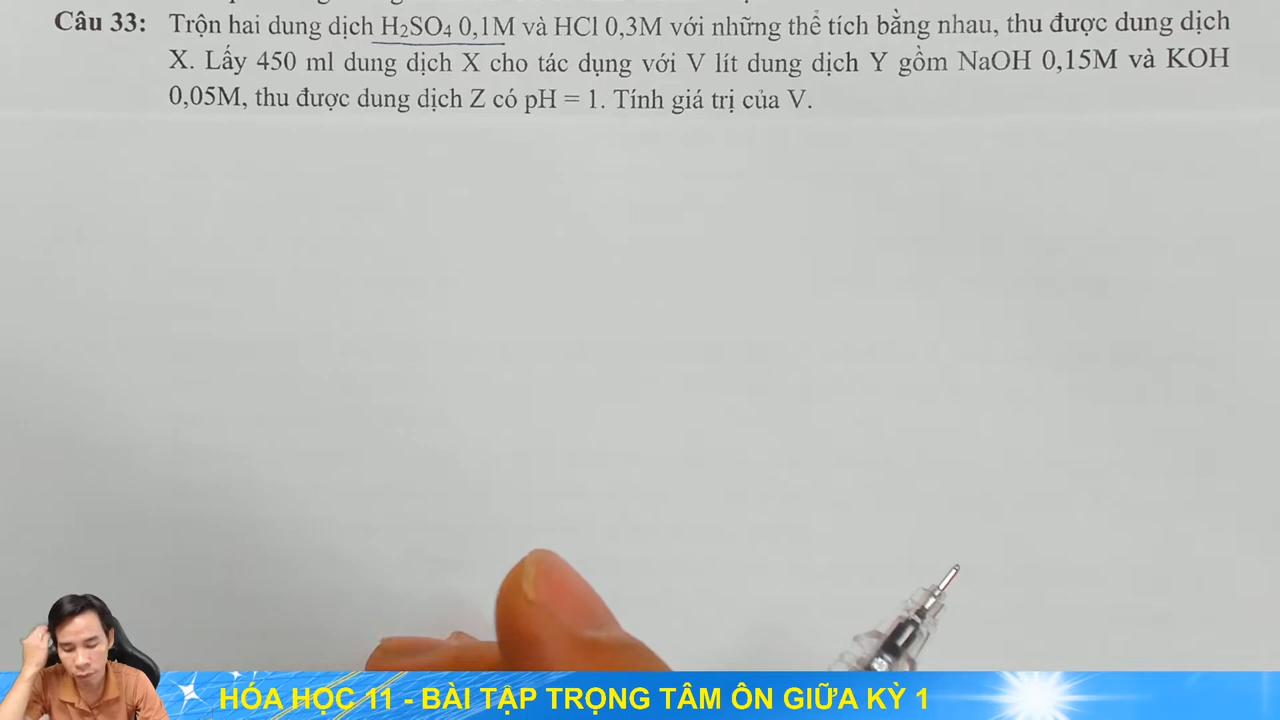 Câu 33: Trộn hai dung dịch H₂SO₄ 0,1M và HCl 0,3M với những thể tích bằng nhau, thu được dung dịch
X. Lấy 450 ml dung dịch X cho tác dụng với V lít dung dịch Y gồm NaOH 0,15M và KOH
0,05M, thu được dung dịch Z có pH = 1. Tính giá trị của V.
HÓA HỌC 11 - BÀI TẬP TRỌNG TÂM ÔN GIỮA KỲ 1